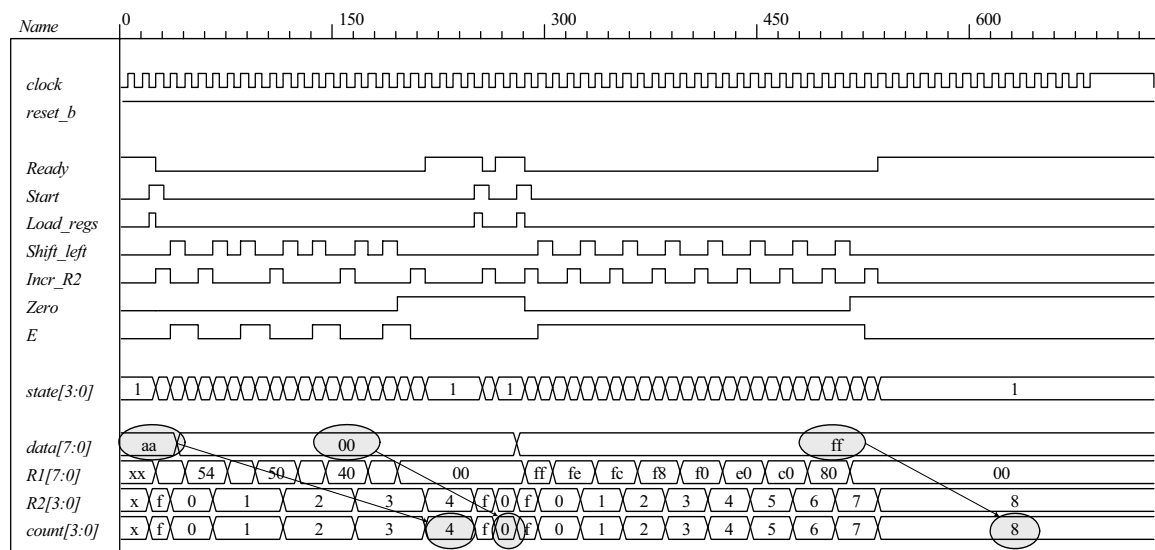 Name 0 150 300 450 600
clock
reset_b
Ready
Start
Load_regs
Shift_left
Incr_R2
Zero
E
state[3:0] 1 1 1 1
data[7:0] aa 00 ff
R1[7:0] xx 54 50 40 00 ff fe fc f8 f0 e0 c0 80 00
R2[3:0] x f 0 1 2 3 4 f 0 f 0 1 2 3 4 5 6 7 8
count[3:0] x f 0 1 2 3 4 f 0 f 0 1 2 3 4 5 6 7 8